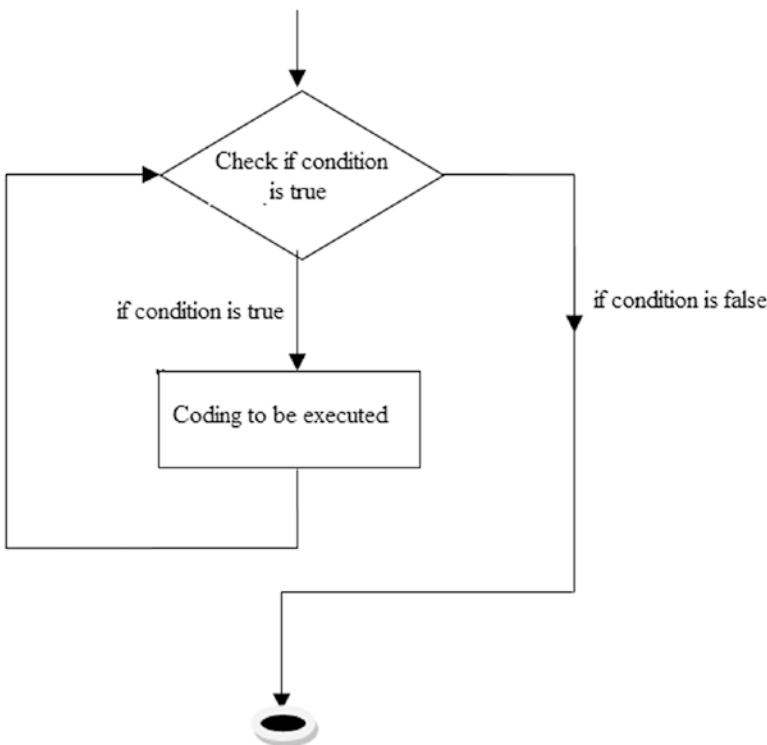 Check if condition
is true
if condition is true
if condition is false
Coding to be executed